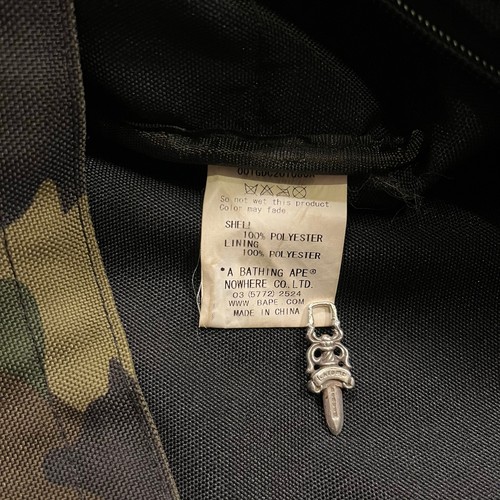 So not wet this product
Color may fade
SHELL
100% POLYESTER
LINING
100% POLYESTER
*A BATHING APE®
NOWHERE CO.LTD.
03 (5772) 2524
WWW. BAPE. COM
MADE IN CHINA